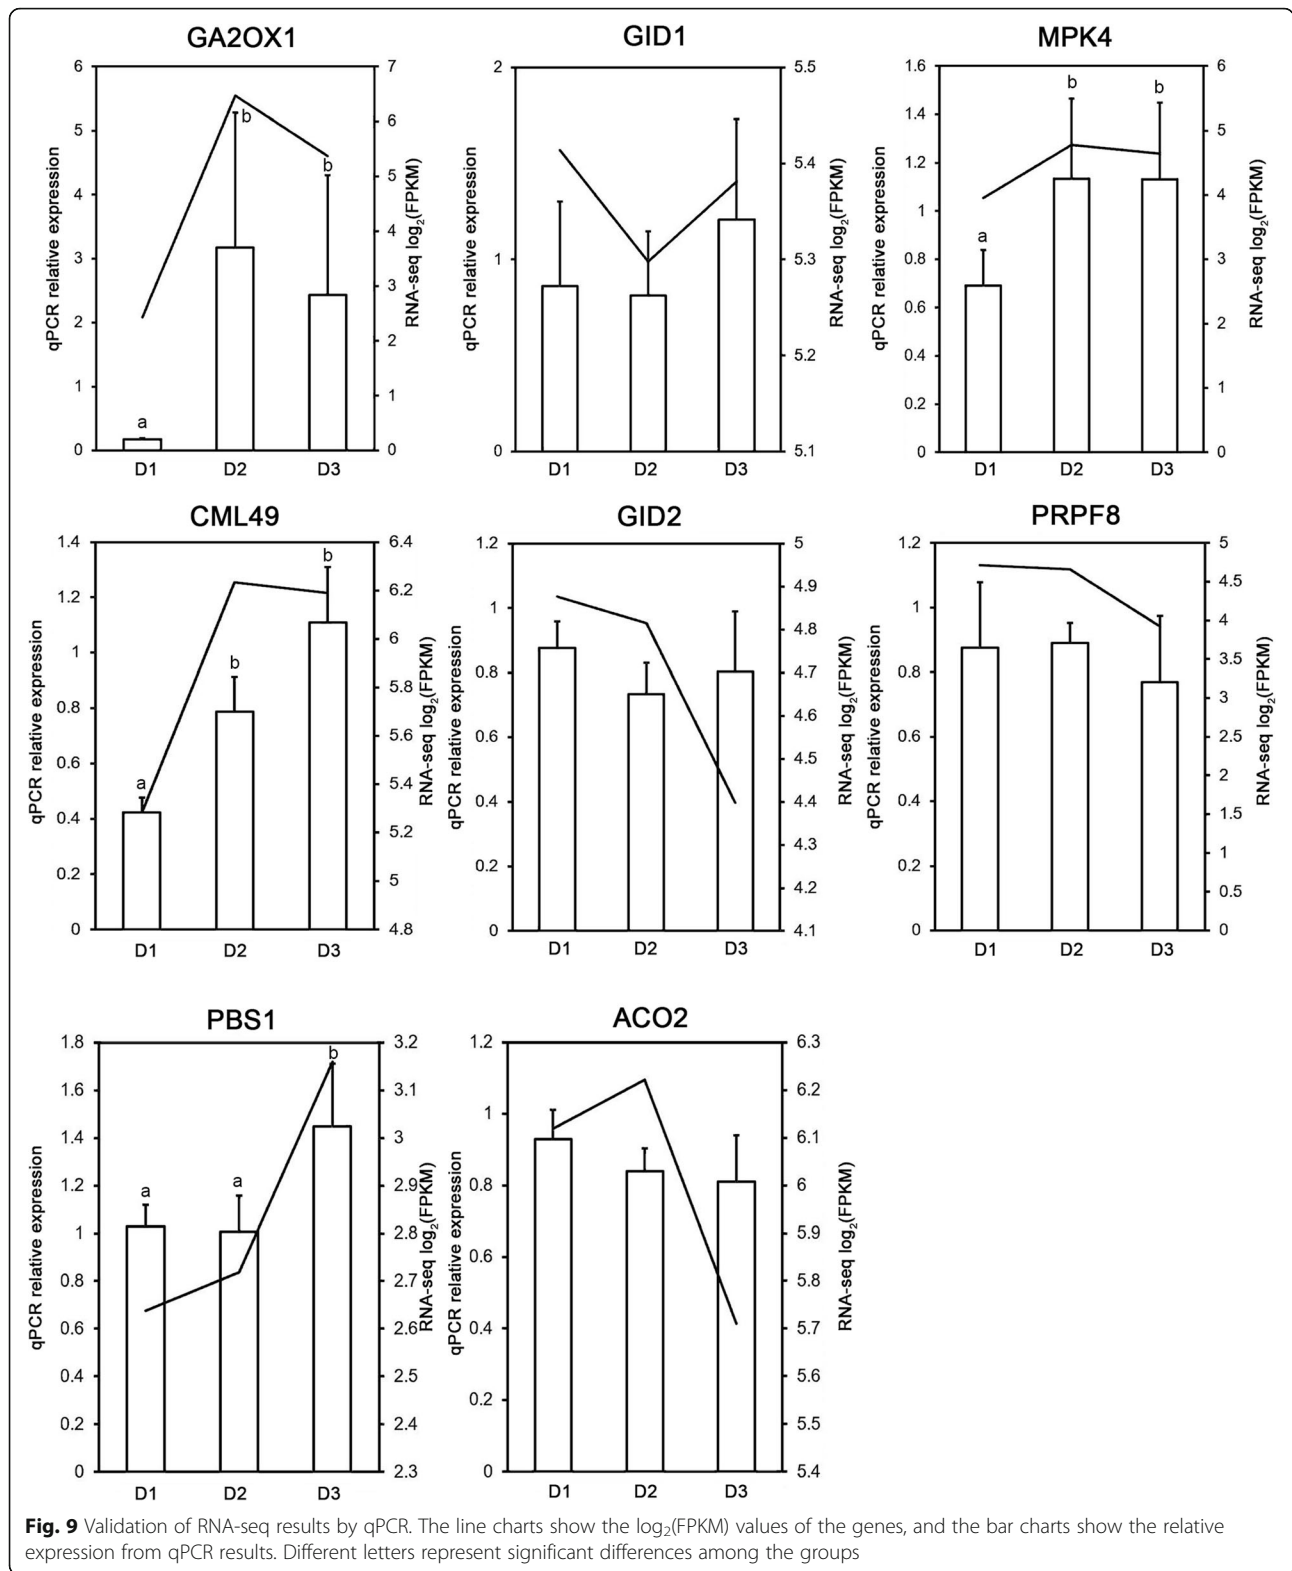 GA2OX1
6
5
4
3
2
1
0
qPCR relative expression
7
6
5
4
3
2
1
0
RNA-seq log2(FPKM)
a
b
b
D1 D2 D3
GID1
2
1
0
qPCR relative expression
5.5
5.4
5.3
5.2
5.1
RNA-seq log2(FPKM)
D1 D2 D3
MPK4
1.6
1.4
1.2
1
0.8
0.6
0.4
0.2
0
qPCR relative expression
6
5
4
3
2
1
0
RNA-seq log2(FPKM)
a
b
b
D1 D2 D3
CML49
1.4
1.2
1
0.8
0.6
0.4
0.2
0
qPCR relative expression
6.4
6.2
6
5.8
5.6
5.4
5.2
5
4.8
RNA-seq log2(FPKM)
a
b
b
D1 D2 D3
GID2
1.2
1
0.8
0.6
0.4
0.2
0
qPCR relative expression
5
4.9
4.8
4.7
4.6
4.5
4.4
4.3
4.2
4.1
RNA-seq log2(FPKM)
D1 D2 D3
PRPF8
1.2
1
0.8
0.6
0.4
0.2
0
qPCR relative expression
5
4.5
4
3.5
3
2.5
2
1.5
1
0.5
0
RNA-seq log2(FPKM)
D1 D2 D3
PBS1
1.8
1.6
1.4
1.2
1
0.8
0.6
0.4
0.2
0
qPCR relative expression
3.2
3.1
3
2.9
2.8
2.7
2.6
2.5
2.4
2.3
RNA-seq log2(FPKM)
a
a
b
D1 D2 D3
ACO2
1.2
1
0.8
0.6
0.4
0.2
0
qPCR relative expression
6.3
6.2
6.1
6
5.9
5.8
5.7
5.6
5.5
5.4
RNA-seq log2(FPKM)
D1 D2 D3
Fig. 9 Validation of RNA-seq results by qPCR. The line charts show the log2(FPKM) values of the genes, and the bar charts show the relative
expression from qPCR results. Different letters represent significant differences among the groups